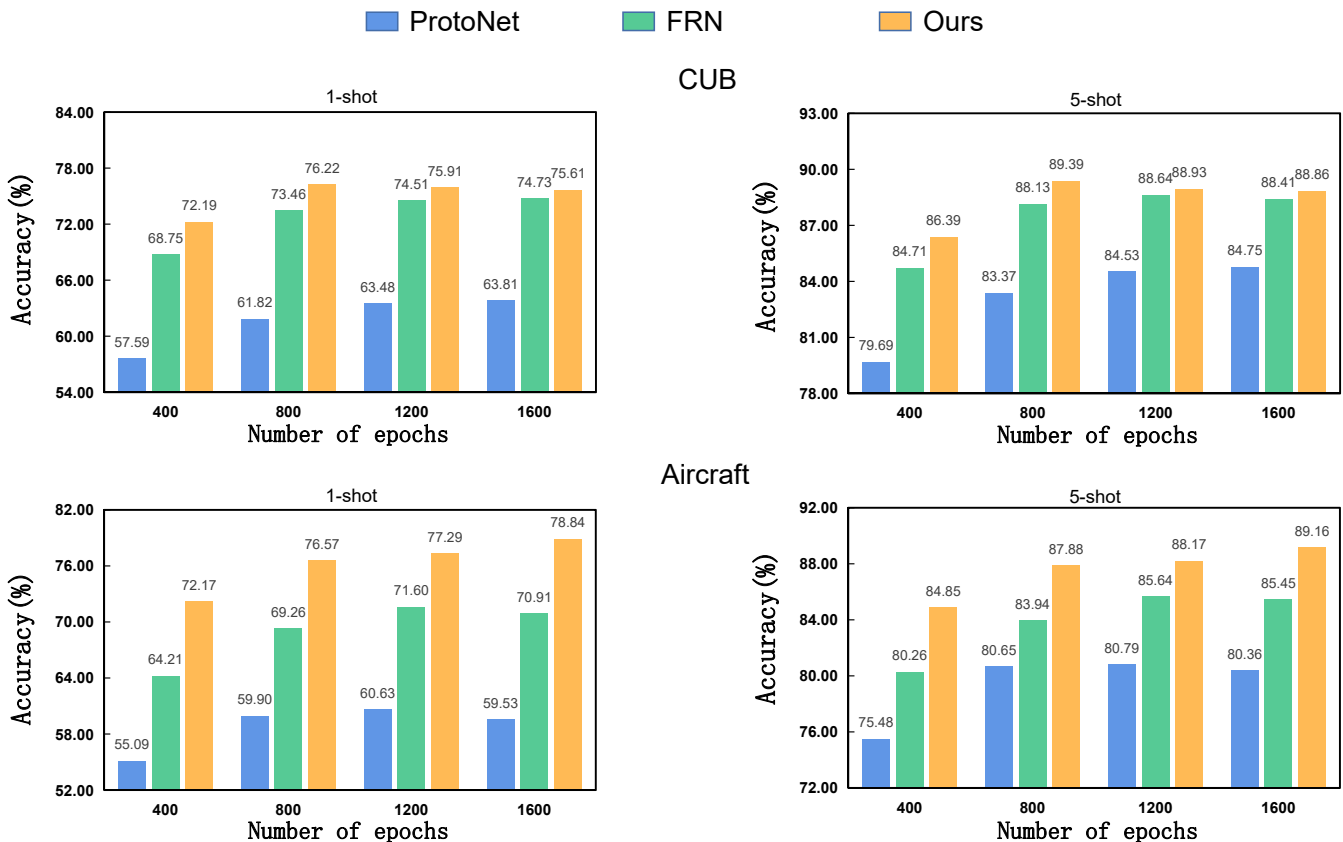 ProtoNet FRN Ours
CUB
1-shot
84.00
78.00
72.00
66.00
60.00
54.00
Accuracy(%)
57.59 68.75 72.19 61.82 73.46 76.22 63.48 74.51 75.91 63.81 74.73 75.61
400 800 1200 1600
Number of epochs
5-shot
93.00
90.00
87.00
84.00
81.00
78.00
Accuracy(%)
79.69 84.71 86.39 83.37 88.13 89.39 84.53 88.64 88.93 84.75 88.41 88.86
400 800 1200 1600
Number of epochs
Aircraft
1-shot
82.00
76.00
70.00
64.00
58.00
52.00
Accuracy(%)
55.09 64.21 72.17 59.90 69.26 76.57 60.63 71.60 77.29 59.53 70.91 78.84
400 800 1200 1600
Number of epochs
5-shot
92.00
88.00
84.00
80.00
76.00
72.00
Accuracy(%)
75.48 80.26 84.85 80.65 83.94 87.88 80.79 85.64 88.17 80.36 85.45 89.16
400 800 1200 1600
Number of epochs